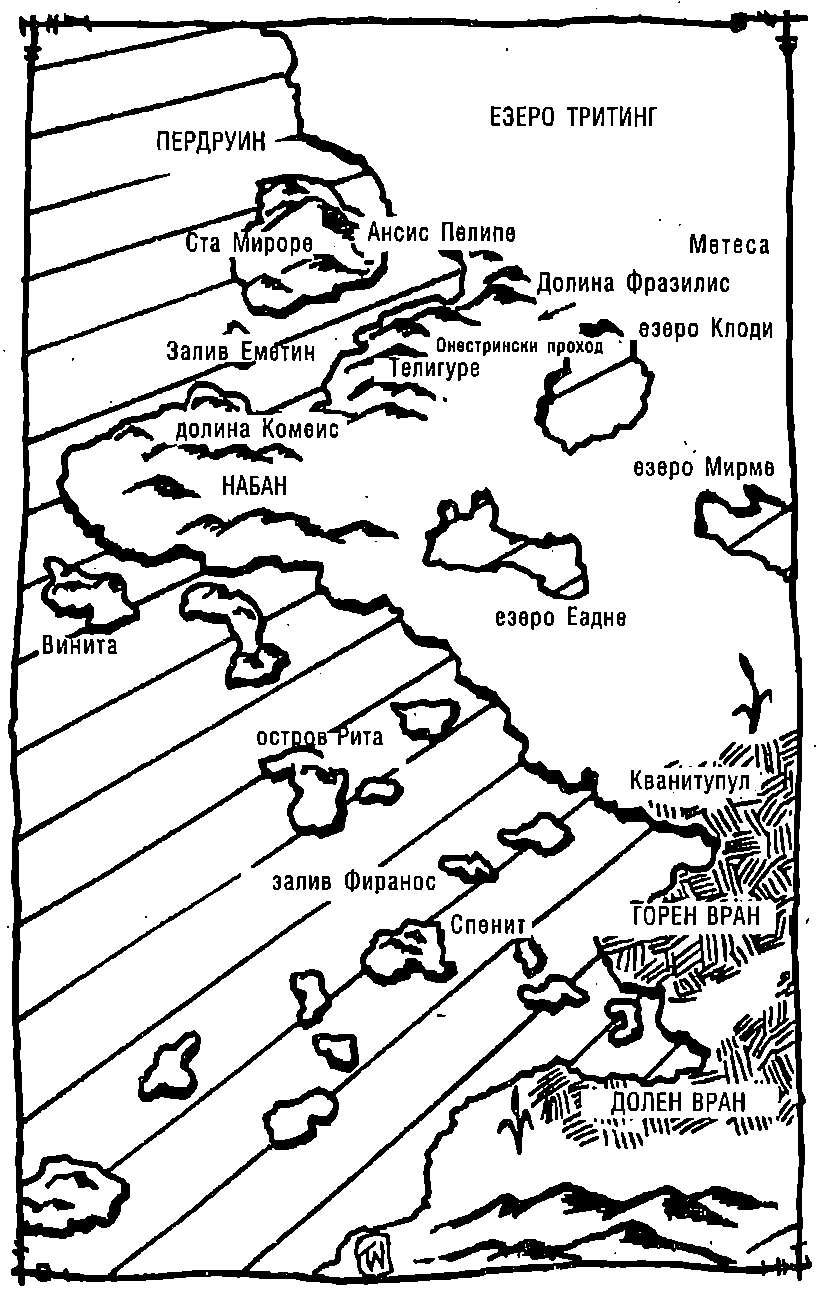 ЕЗЕРО ТРИТИНГ
ПЕРДРУИН
Ста Мироре
Ансис Пелипе
Метеса
Долина Фразилис
езеро Клоди
Залив Еметин
Онестрински проход
Телигуре
долина Комеис
езеро Мирме
НАБАН
езеро Еадне
Винита
остров Рита
Кванитупул
залив Фиранос
Спенит
ГОРЕН ВРАН
ДОЛЕН ВРАН
TW